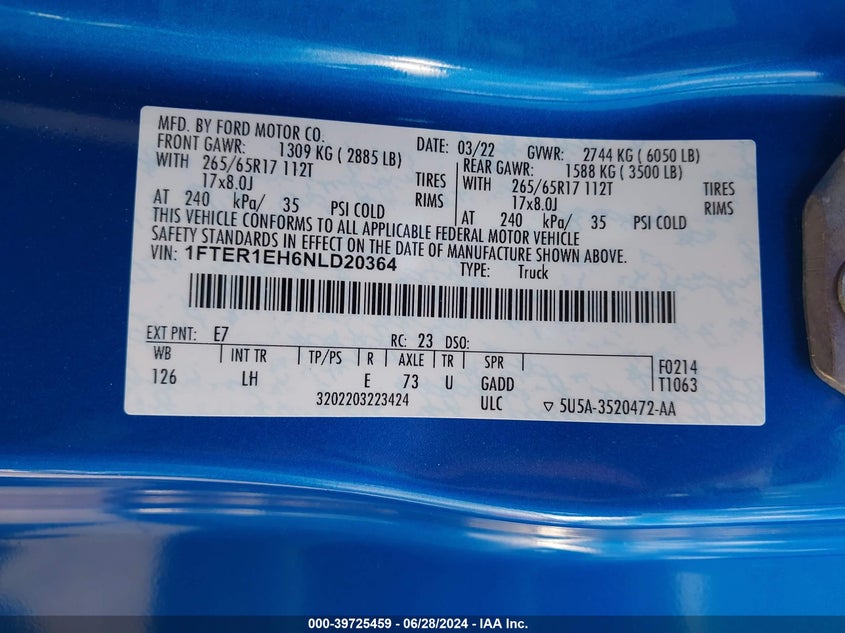 MFD. BY FORD MOTOR CO.
DATE: 03/22 GVWR: 2744 KG ( 6050 LB)
FRONT GAWR: 1309 KG ( 2885 LB)
WITH 265/65R17 112T TIRES
17x8.0J RIMS
AT 240 kPa/ 35 PSI COLD
REAR GAWR: 1588 KG ( 3500 LB)
WITH 265/65R17 112T TIRES
17x8.0J RIMS
AT 240 kPa/ 35 PSI COLD
THIS VEHICLE CONFORMS TO ALL APPLICABLE FEDERAL MOTOR VEHICLE
SAFETY STANDARDS IN EFFECT ON THE DATE OF MANUFACTURE SHOWN ABOVE.
VIN: 1FTER1EH6NLD20364
TYPE: Truck
EXT PNT: E7 RC: 23 DSO:
WB INT TR TP/PS R AXLE TR SPR
126 LH E 73 U GADD
F0214
T1063
3202203223424 ULC ▽ 5U5A-3520472-AA
000-39725459 - 06/28/2024 - IAAI.com